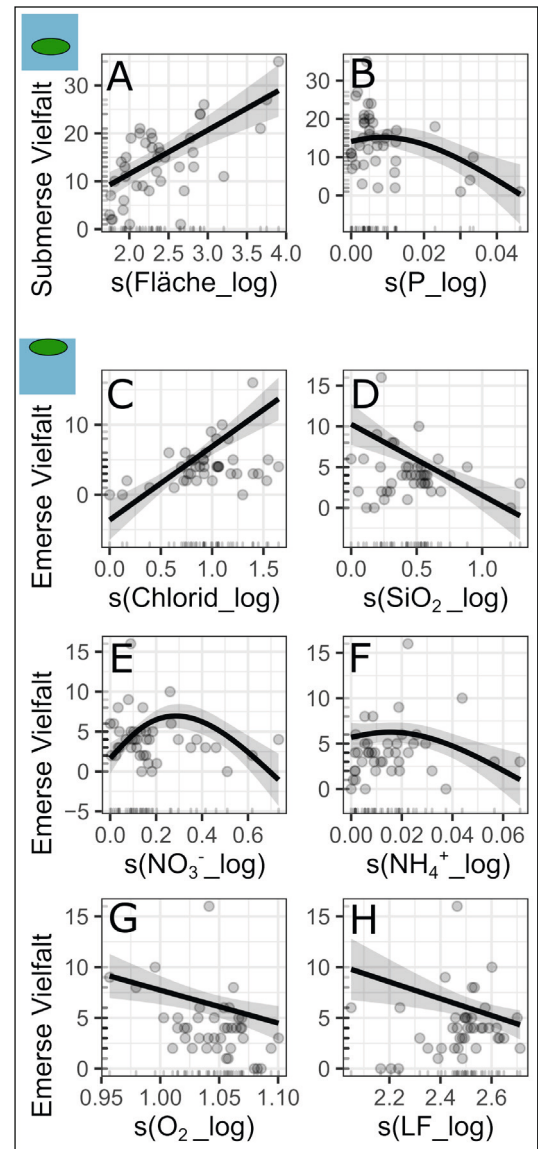 Submerse Vielfalt
A
30
20
10
0
2.0 2.5 3.0 3.5 4.0
s(Fläche_log)
B
30
20
10
0
0.00 0.02 0.04
s(P_log)
Emerse Vielfalt
C
10
0
0.0 0.5 1.0 1.5
s(Chlorid_log)
D
15
10
5
0
0.0 0.5 1.0
s(SiO₂_log)
Emerse Vielfalt
E
15
10
5
0
−5
0.0 0.2 0.4 0.6
s(NO₃⁻_log)
F
15
10
5
0
0.00 0.02 0.04 0.06
s(NH₄⁺_log)
Emerse Vielfalt
G
15
10
5
0
0.95 1.00 1.05 1.10
s(O₂_log)
H
15
10
5
0
2.2 2.4 2.6
s(LF_log)